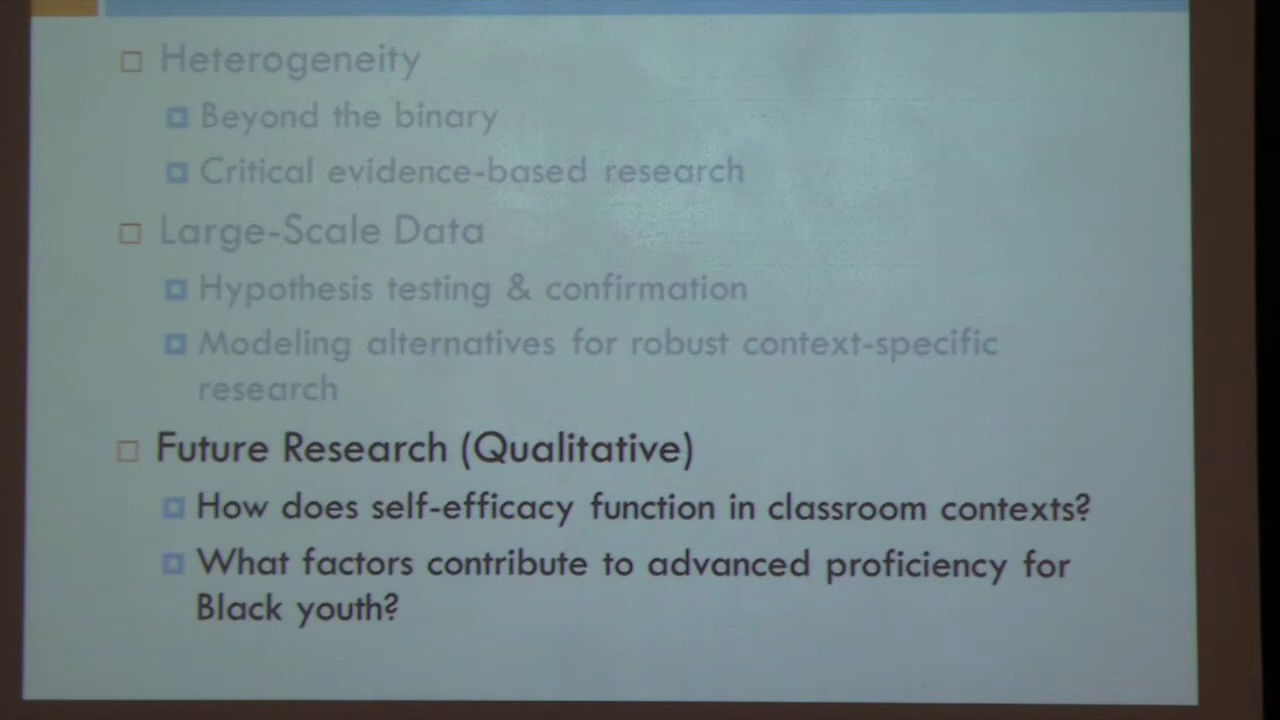 Heterogeneity
Beyond the binary
Critical evidence-based research
Large-Scale Data
Hypothesis testing & confirmation
Modeling alternatives for robust context-specific
research
Future Research (Qualitative)
How does self-efficacy function in classroom contexts?
What factors contribute to advanced proficiency for
Black youth?